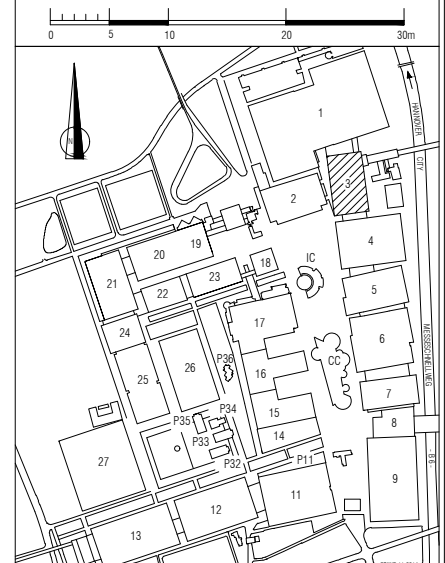 0 5 10 20 30m
N
1
HANNOVER
CITY
3
2
4
19
20
18
IC
23
21
22
5
17
24
6
P36
CC
26
16
25
7
P34
P35
15
8
P33
14
27
P32
P11
9
11
12
13
MESSESCHNELLWEG
- B 6 -